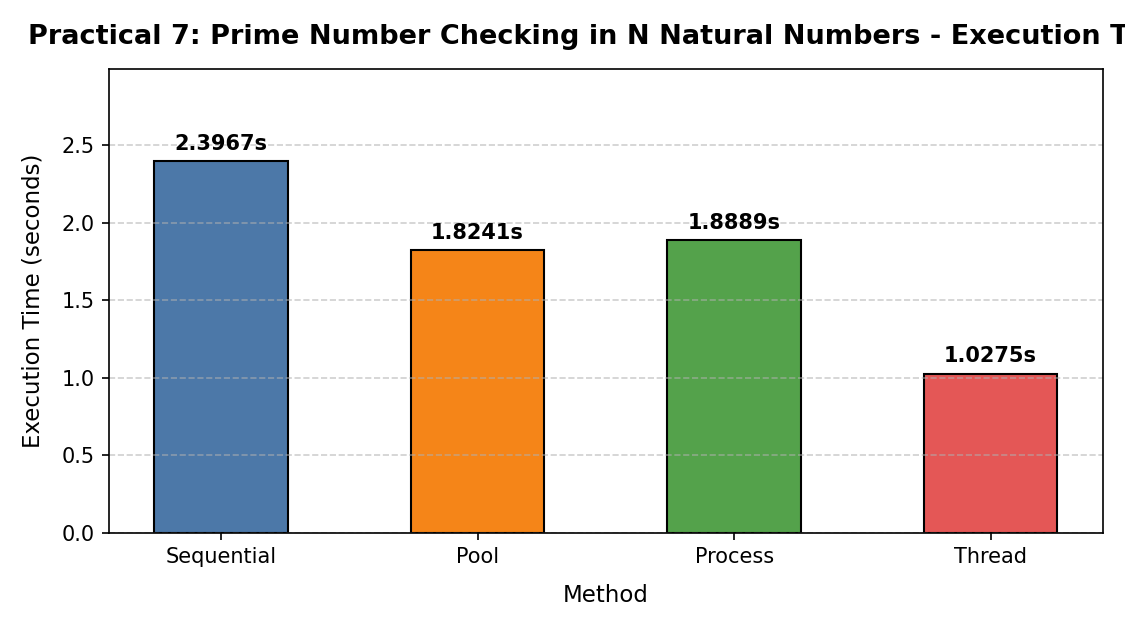 Practical 7: Prime Number Checking in N Natural Numbers - Execution T
Execution Time (seconds)
2.5
2.0
1.5
1.0
0.5
0.0
2.3967s
1.8241s
1.8889s
1.0275s
Sequential
Pool
Process
Thread
Method